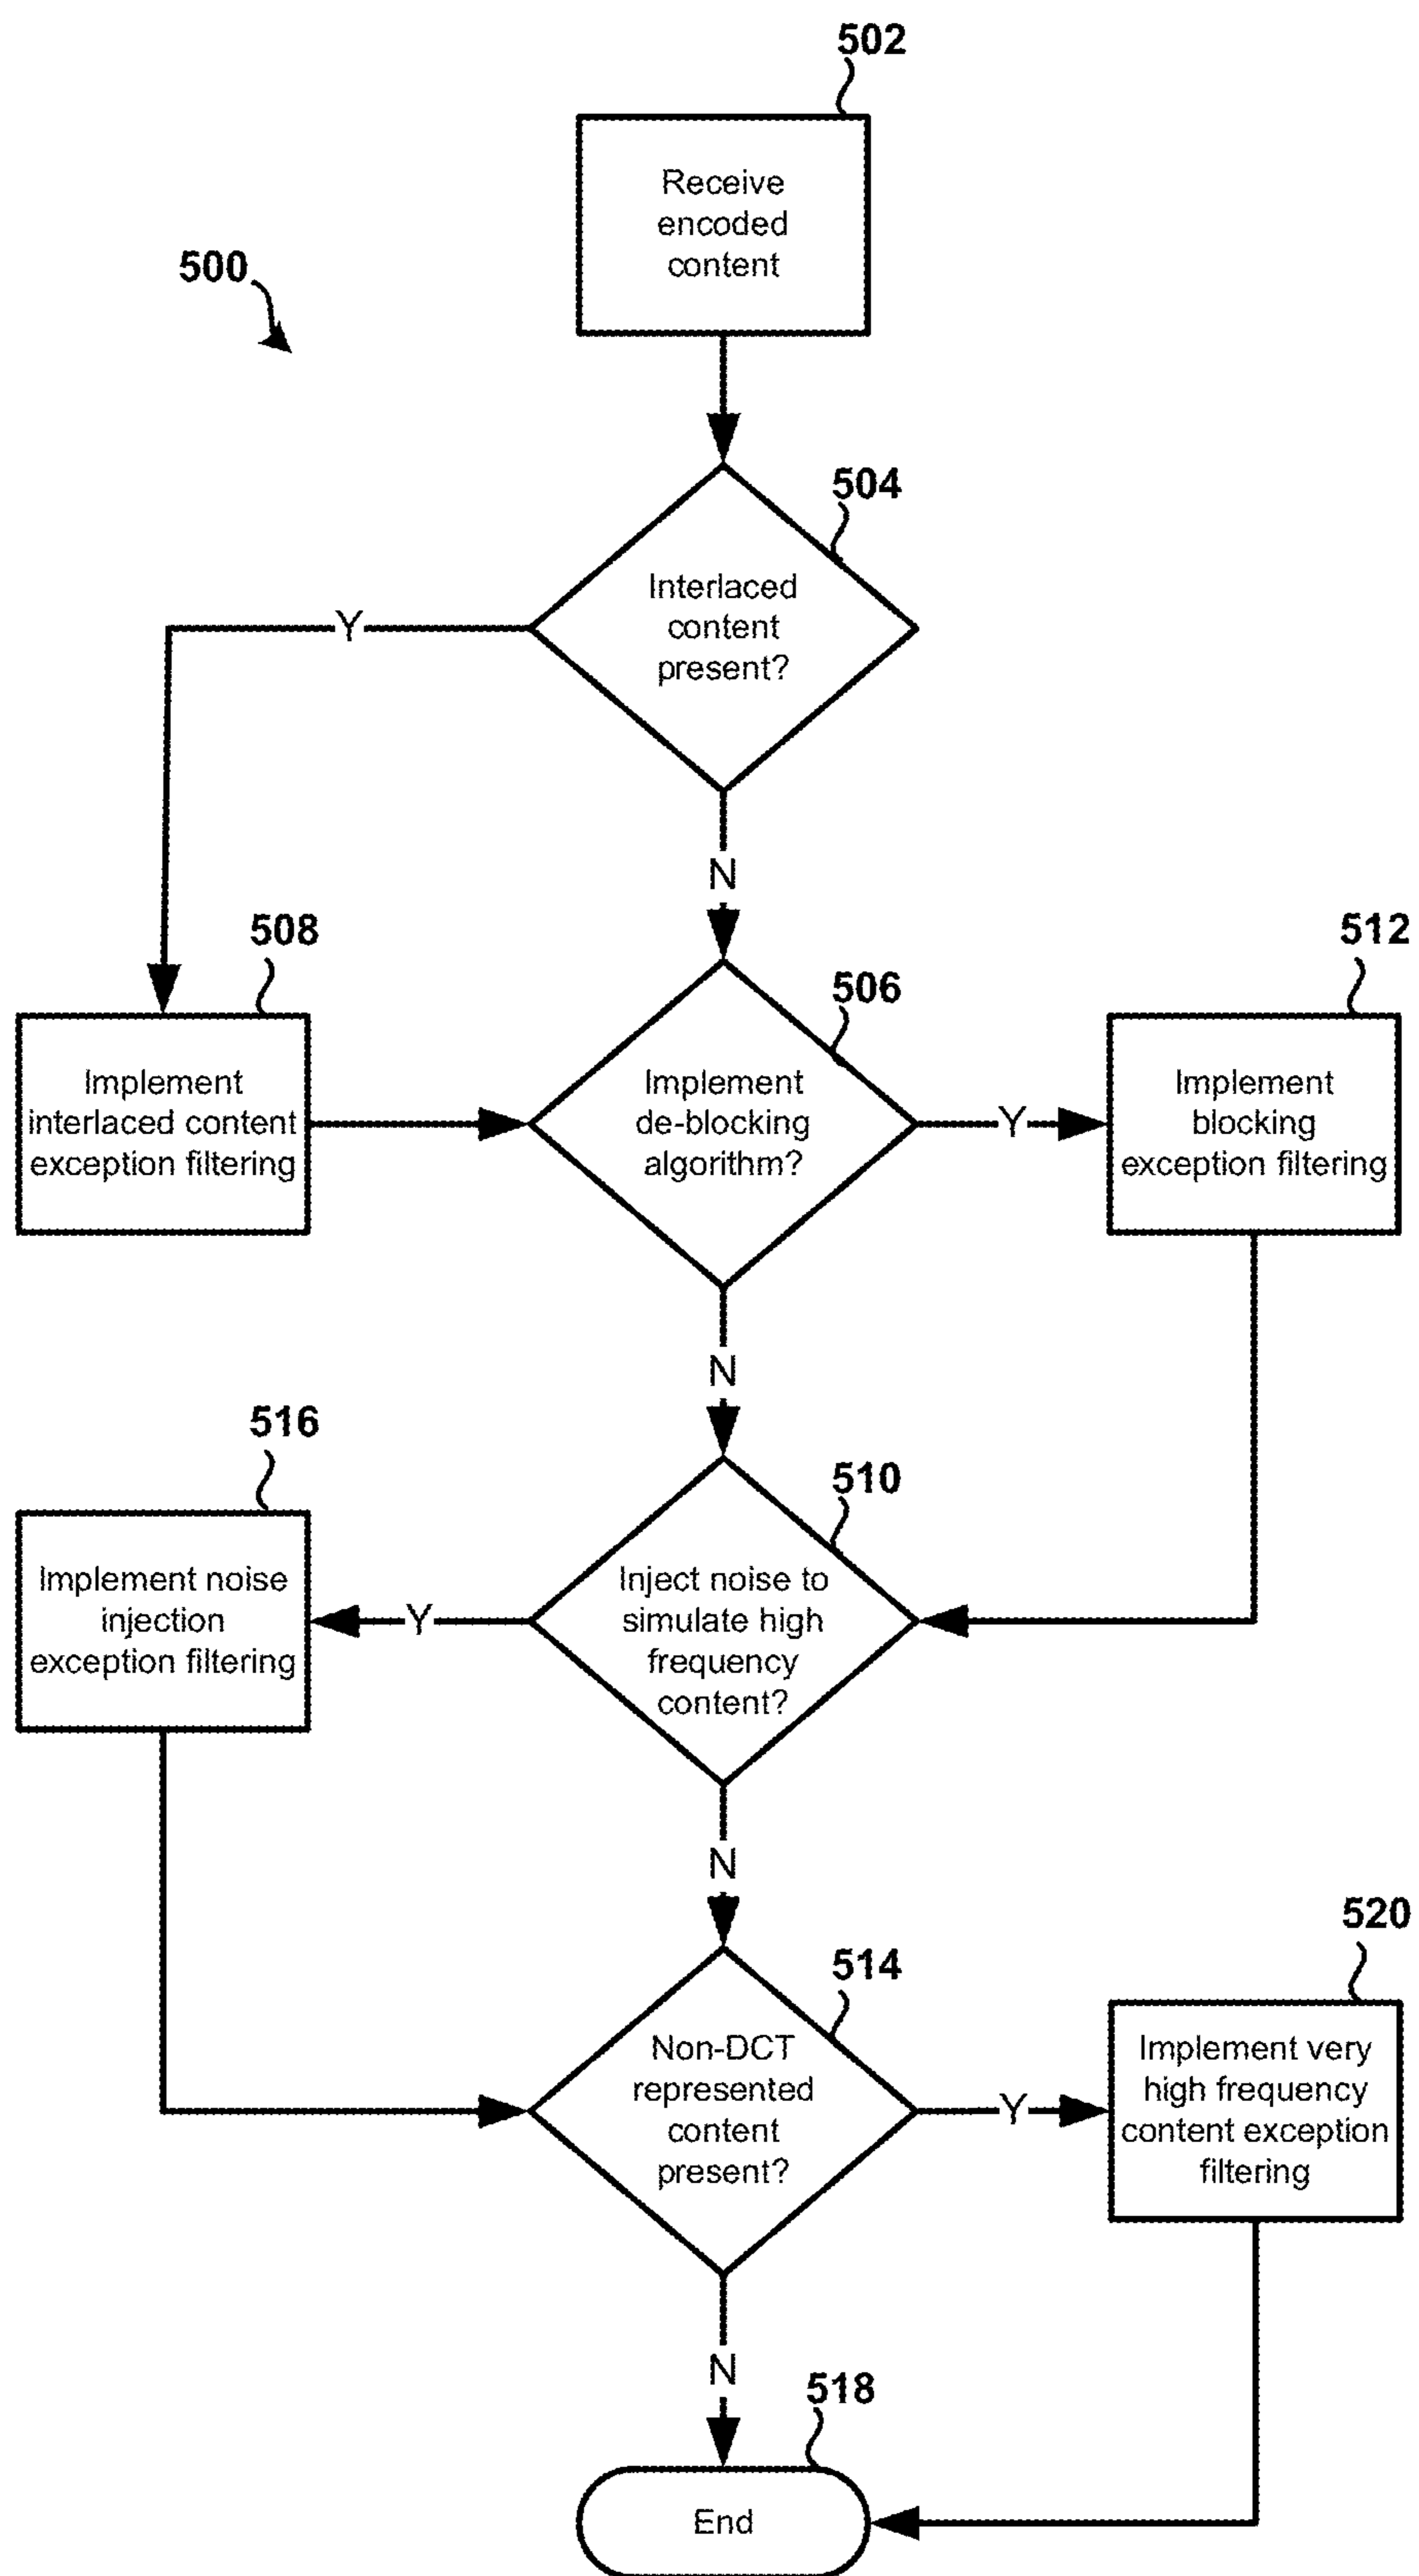 502
Receive
encoded
content
500
504
Interlaced
content
present?
Y
N
508
Implement
interlaced content
exception filtering
506
Implement
de-blocking
algorithm?
Y
512
Implement
blocking
exception filtering
N
516
Implement noise
injection
exception filtering
Y
510
Inject noise to
simulate high
frequency
content?
N
514
Non-DCT
represented
content
present?
Y
520
Implement very
high frequency
content exception
filtering
N
518
End